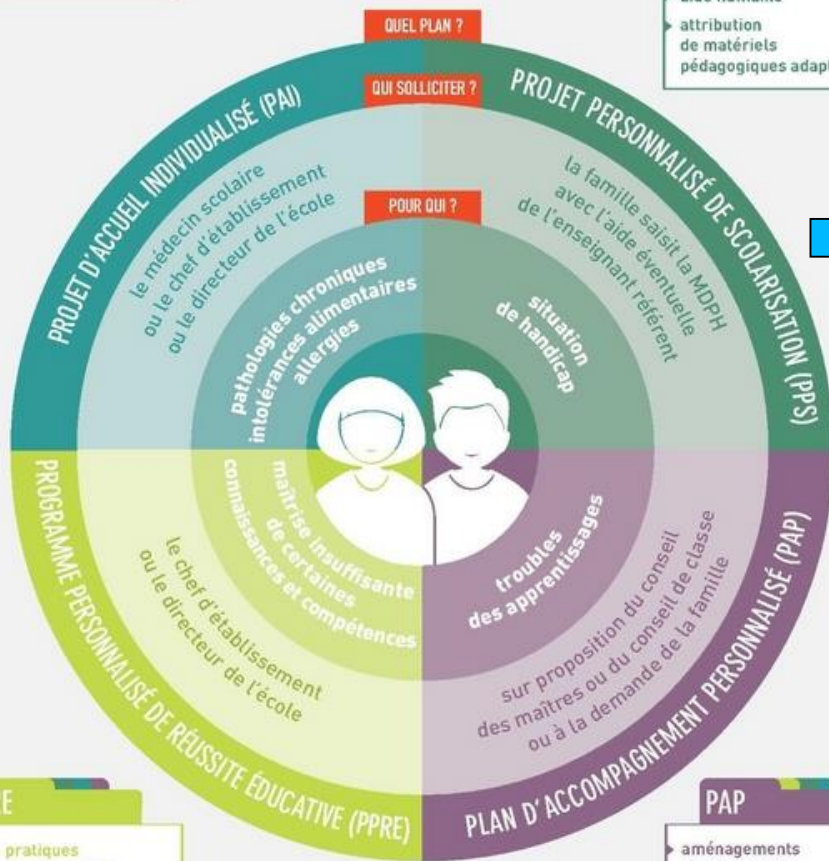 aide humaine
attribution
de matériels
pédagogiques
QUEL PLAN ?
QUI SOLLICITER ?
POUR QUI ?
PROJET D'ACCUEIL INDIVIDUALISÉ (PAI)
le médecin scolaire
ou le chef d'établissement
ou le directeur de l'école
pathologies chroniques
intolérances alimentaires
allergies
PROJET PERSONNALISÉ DE SCOLARISATION (PPS)
la famille saisit la MDPH
avec l'aide éventuelle
de l'enseignant référent
situation
de handicap
PROGRAMME PERSONNALISÉ DE RÉUSSITE ÉDUCATIVE (PPRE)
le chef d'établissement
ou le directeur de l'école
maîtrise insuffisante
de certaines
connaissances et compétences
PLAN D'ACCOMPAGNEMENT PERSONNALISÉ (PAP)
sur proposition du conseil
des maîtres ou du conseil de classe
ou à la demande de la famille
troubles
des apprentissages
pratiques
PAP
aménagements